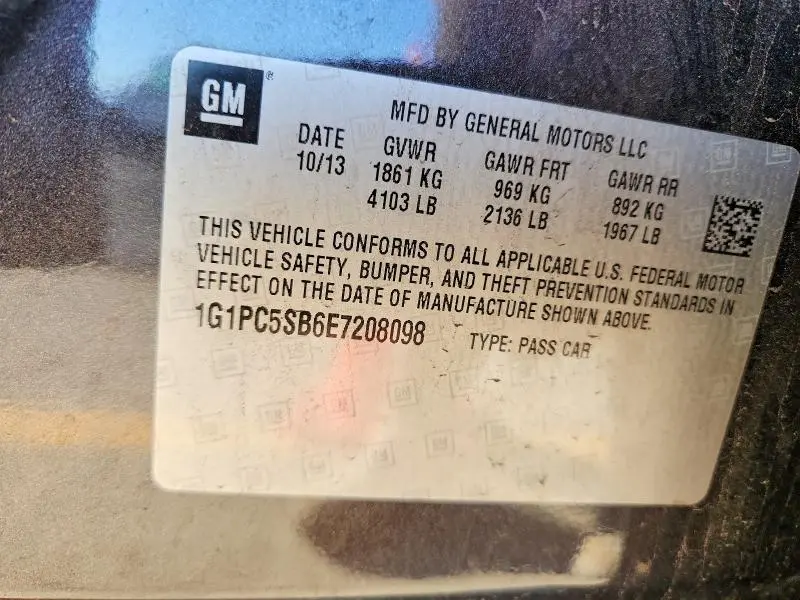 GM ®
MFD BY GENERAL MOTORS LLC
DATE GVWR GAWR FRT GAWR RR
10/13 1861 KG 969 KG 892 KG
4103 LB 2136 LB 1967 LB
THIS VEHICLE CONFORMS TO ALL APPLICABLE U.S. FEDERAL MOTOR
VEHICLE SAFETY, BUMPER, AND THEFT PREVENTION STANDARDS IN
EFFECT ON THE DATE OF MANUFACTURE SHOWN ABOVE.
1G1PC5SB6E7208098 TYPE: PASS CAR